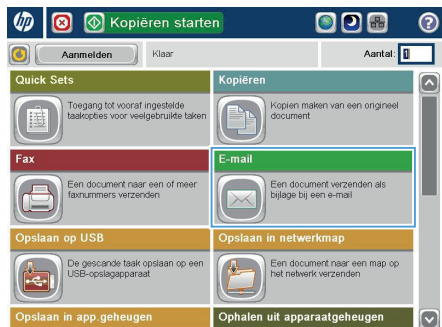 hp
Kopiëren starten
?
Aanmelden
Klaar
Aantal: 1
Quick Sets
Toegang tot vooraf ingestelde
taakopties voor veelgebruikte taken
Kopiëren
Kopien maken van een origineel
document
Fax
Een document naar een of meer
faxnummers verzenden
E-mail
Een document verzenden als
bijlage bij een e-mail
Opslaan op USB
De gescande taak opslaan op een
USB-opslagapparaat
Opslaan in netwerkmap
Een document naar een map op
het netwerk verzenden
Opslaan in app.geheugen
Ophalen uit apparaatgeheugen